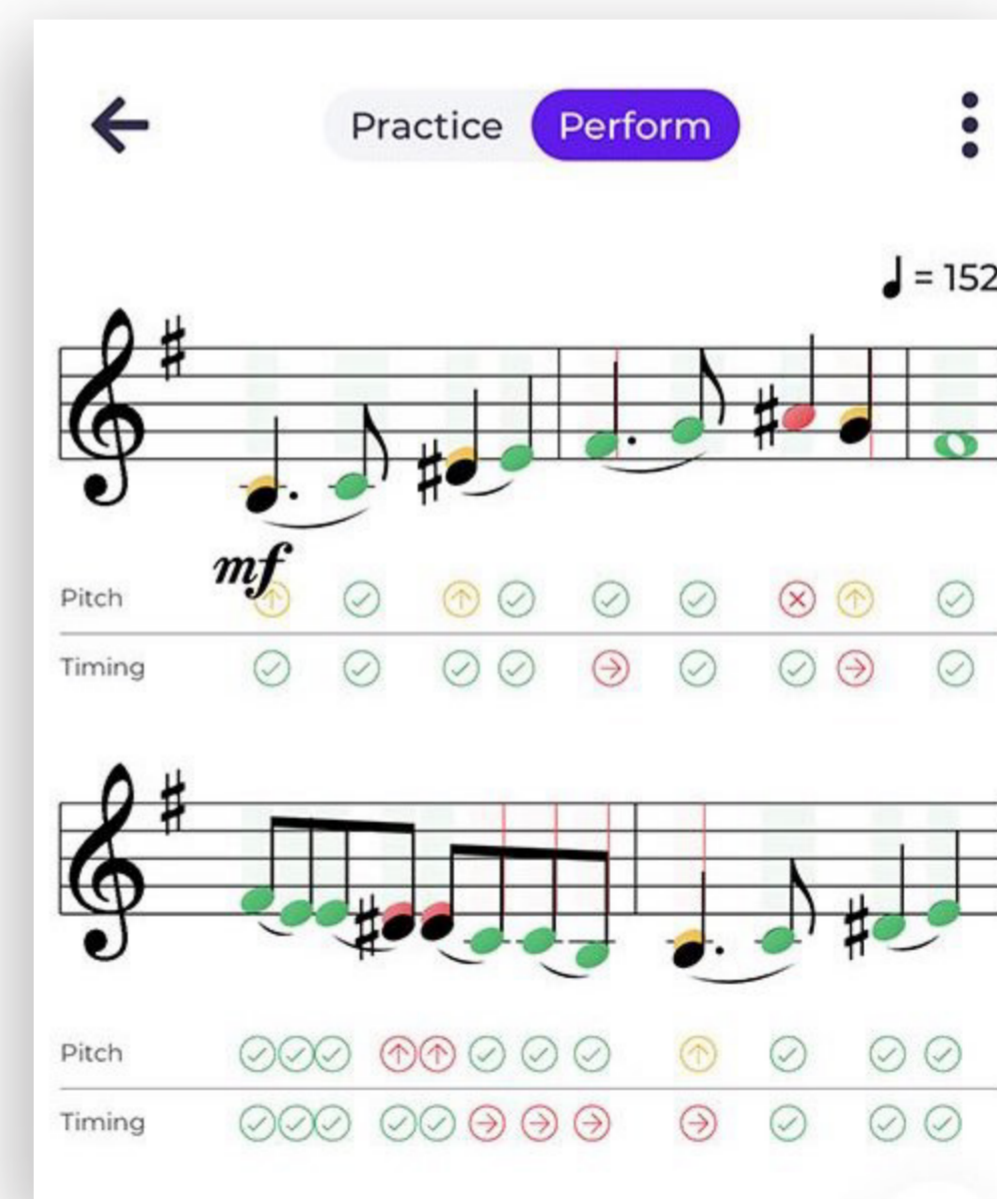 Practice Perform
= 152
mf
Pitch
Timing
Pitch
Timing